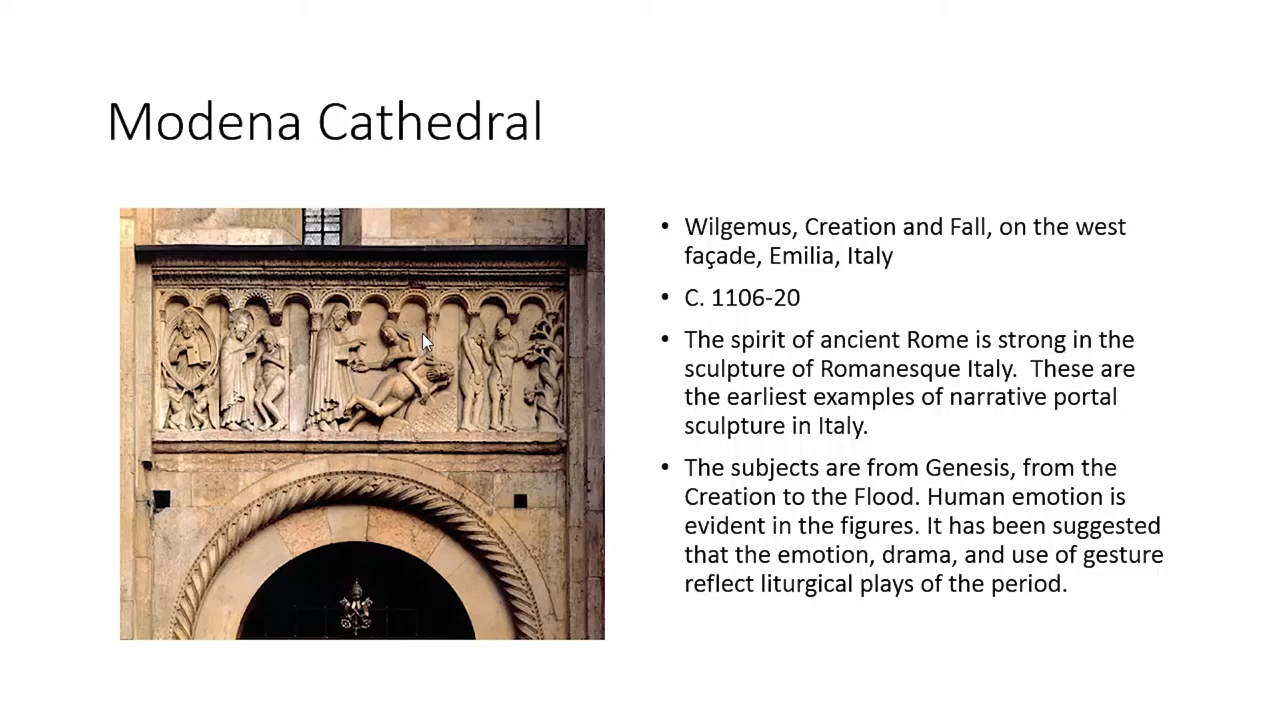 Modena Cathedral
• Wilgemus, Creation and Fall, on the west
façade, Emilia, Italy
• C. 1106-20
• The spirit of ancient Rome is strong in the
sculpture of Romanesque Italy.  These are
the earliest examples of narrative portal
sculpture in Italy.
• The subjects are from Genesis, from the
Creation to the Flood. Human emotion is
evident in the figures. It has been suggested
that the emotion, drama, and use of gesture
reflect liturgical plays of the period.